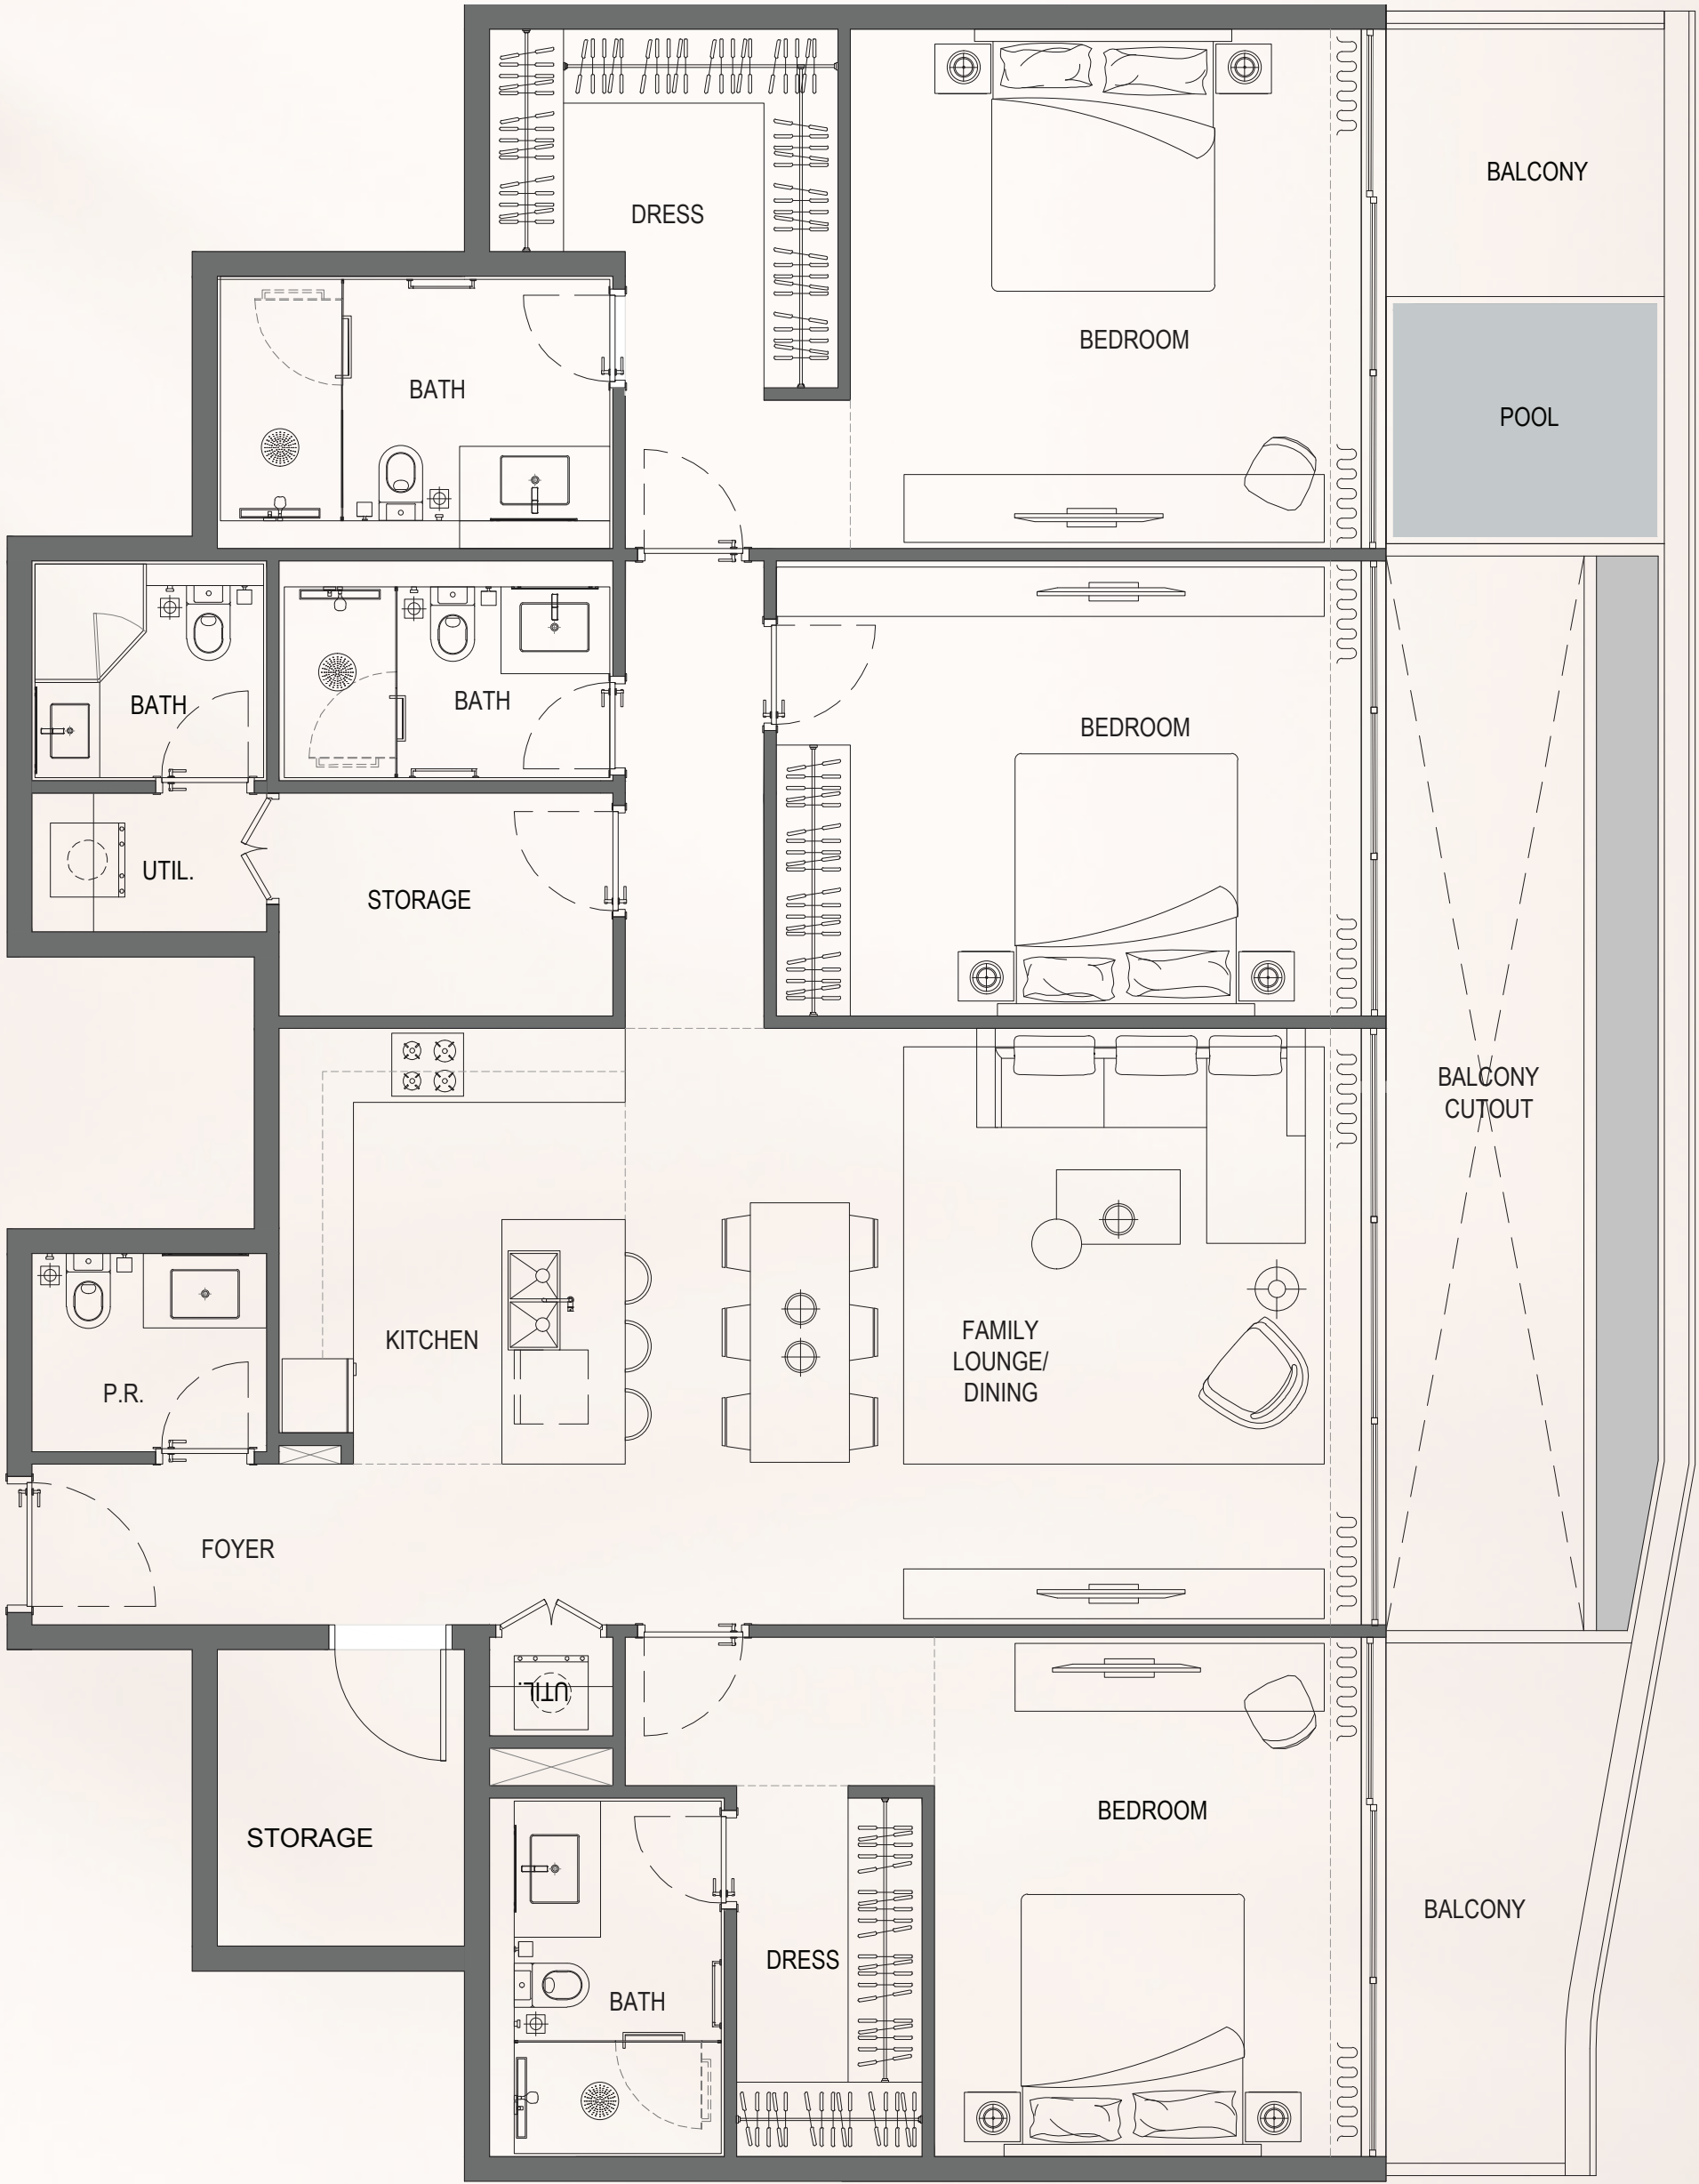 BALCONY
DRESS
BEDROOM
BATH
POOL
BATH
BATH
BEDROOM
UTIL.
STORAGE
BALCONY
CUTOUT
KITCHEN
FAMILY
LOUNGE/
DINING
P.R.
FOYER
UTIL.
BEDROOM
STORAGE
BALCONY
DRESS
BATH